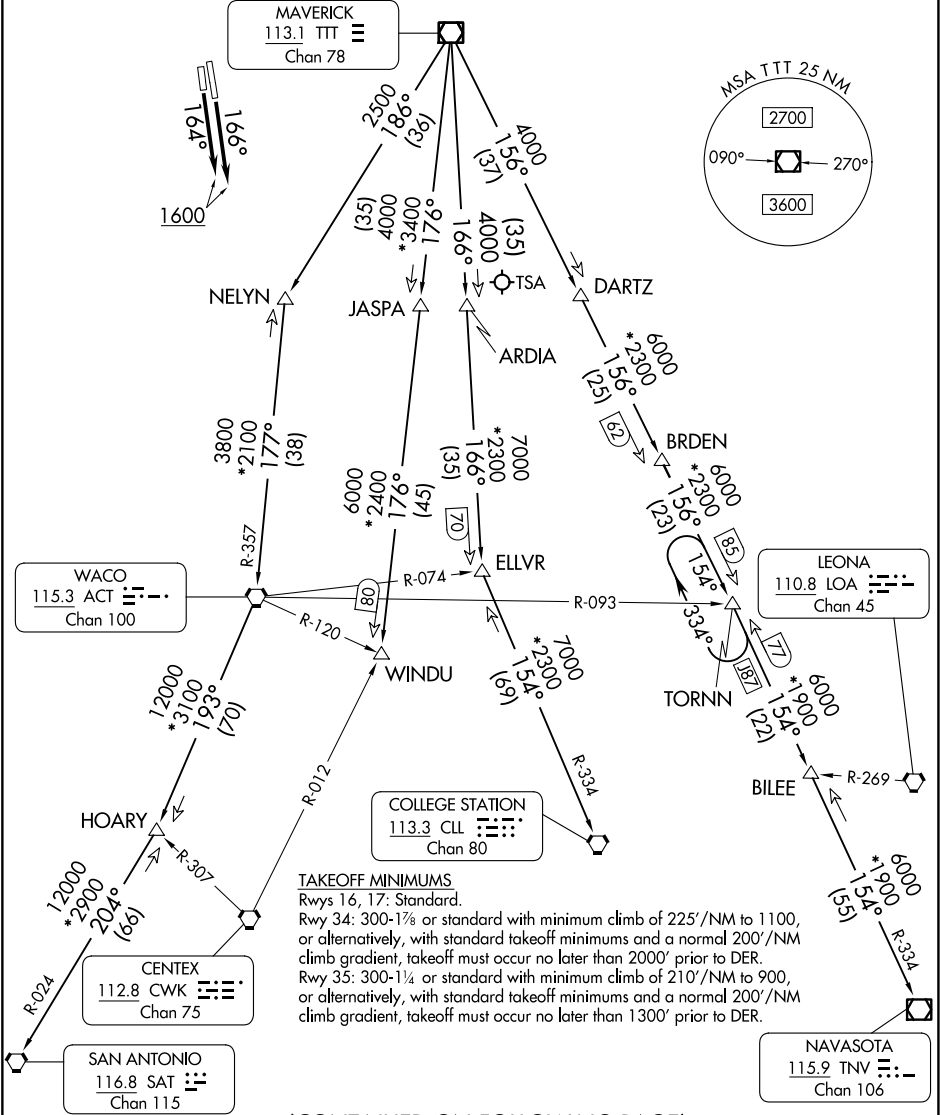 MAVERICK
113.1 TTT
Chan 78
164°
166°
1600
MSA TTT 25 NM
2700
090°
270°
3600
2500
186°
(36)
(35)
4000
*3400
176°
(35)
4000
166°
4000
156°
(37)
TSA
NELYN
JASPA
ARDIA
DARTZ
3800
*2100
177°
(38)
6000
*2400
176°
(45)
7000
*2300
166°
(35)
6000
*2300
156°
(25)
62
BRDEN
6000
*2300
156°
(23)
85
70
ELLVR
R-357
WACO
115.3 ACT
Chan 100
R-074
R-093
R-120
80
WINDU
154°
334°
TORNN
J87
77
LEONA
110.8 LOA
Chan 45
6000
*1900
154°
(22)
7000
*2300
154°
(69)
R-334
12000
*3100
193°
(70)
R-012
BILEE
R-269
HOARY
R-307
COLLEGE STATION
113.3 CLL
Chan 80
6000
*1900
154°
(55)
R-334
12000
*2900
204°
(66)
R-024
CENTEX
112.8 CWK
Chan 75
TAKEOFF MINIMUMS
Rwys 16, 17: Standard.
Rwy 34: 300-1⅞ or standard with minimum climb of 225'/NM to 1100,
or alternatively, with standard takeoff minimums and a normal 200'/NM
climb gradient, takeoff must occur no later than 2000' prior to DER.
Rwy 35: 300-1¼ or standard with minimum climb of 210'/NM to 900,
or alternatively, with standard takeoff minimums and a normal 200'/NM
climb gradient, takeoff must occur no later than 1300' prior to DER.
SAN ANTONIO
116.8 SAT
Chan 115
NAVASOTA
115.9 TNV
Chan 106